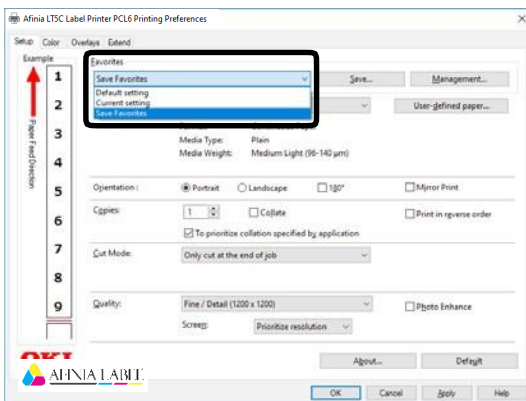 Afinia LT5C Label Printer PCL6 Printing Preferences
Setup Color Overlays Extend
Example
Favorites
Save Favorites
Save...
Management...
Default setting
Current setting
Save Favorites
User-defined paper...
Media Type: Plain
Media Weight: Medium Light (96-140 μm)
Paper Feed Direction
1
2
3
4
5
6
7
8
9
Orientation : Portrait Landscape 180° Mirror Print
Copies: 1 Collate Print in reverse order
To prioritize collation specified by application
Cut Mode: Only cut at the end of job
Quality: Fine / Detail (1200 x 1200) Photo Enhance
Screen: Prioritize resolution
OKI
AFINIA LABEL
About... Default
OK Cancel Apply Help